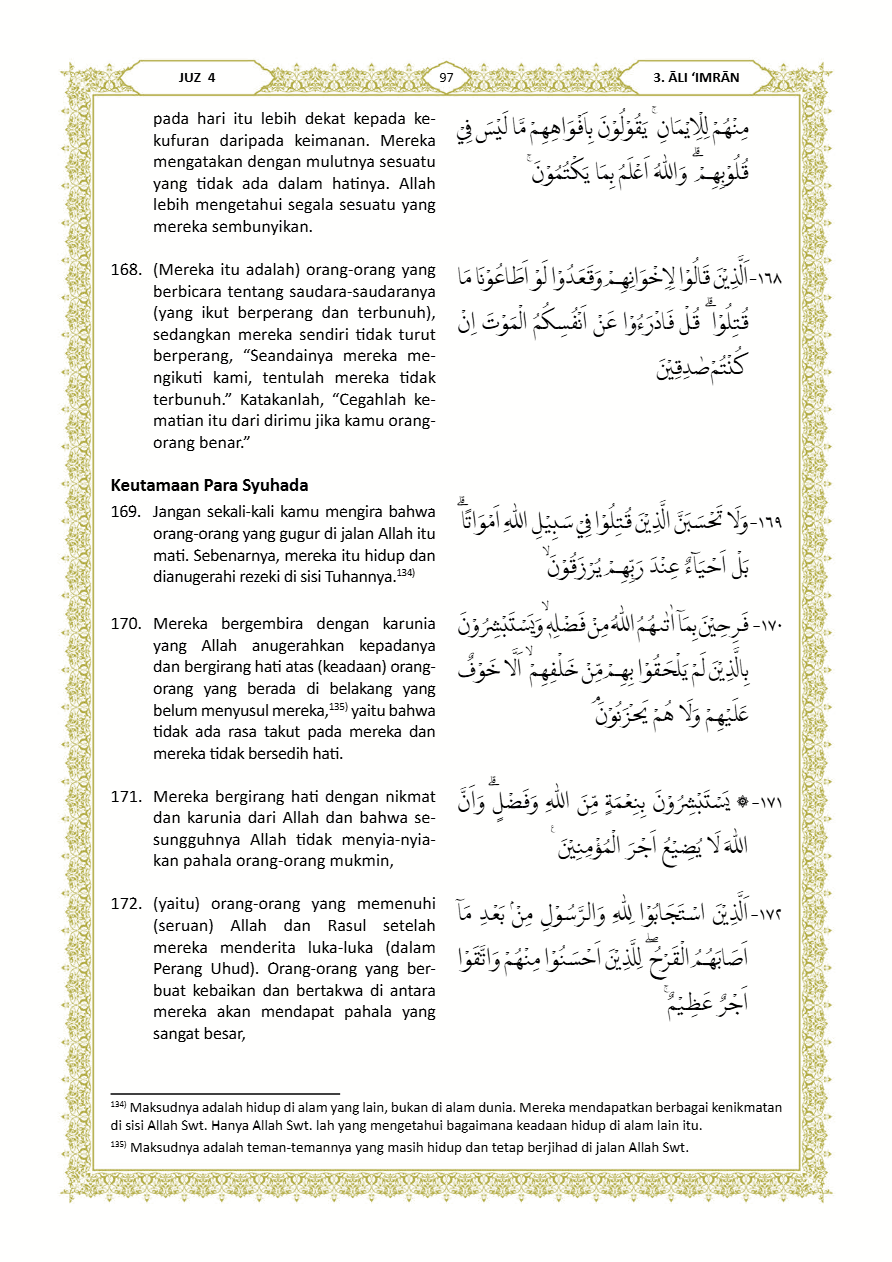 JUZ 4
97
3. ĀLI ‘IMRĀN
pada hari itu lebih dekat kepada ke-
kufuran daripada keimanan. Mereka
mengatakan dengan mulutnya sesuatu
yang tidak ada dalam hatinya. Allah
lebih mengetahui segala sesuatu yang
mereka sembunyikan.
مِنْهُمْ لِلْاِيْمَانِۚ يَقُوْلُوْنَ بِاَفْوَاهِهِمْ مَّا لَيْسَ فِيْ
قُلُوْبِهِمْۗ وَاللّٰهُ اَعْلَمُ بِمَا يَكْتُمُوْنَۚ
168. (Mereka itu adalah) orang-orang yang
berbicara tentang saudara-saudaranya
(yang ikut berperang dan terbunuh),
sedangkan mereka sendiri tidak turut
berperang, “Seandainya mereka me-
ngikuti kami, tentulah mereka tidak
terbunuh.” Katakanlah, “Cegahlah ke-
matian itu dari dirimu jika kamu orang-
orang benar.”
١٦٨- اَلَّذِيْنَ قَالُوْا لِاِخْوَانِهِمْ وَقَعَدُوْا لَوْ اَطَاعُوْنَا مَا
قُتِلُوْاۗ قُلْ فَادْرَءُوْا عَنْ اَنْفُسِكُمُ الْمَوْتَ اِنْ
كُنْتُمْ صٰدِقِيْنَ
Keutamaan Para Syuhada
169. Jangan sekali-kali kamu mengira bahwa
orang-orang yang gugur di jalan Allah itu
mati. Sebenarnya, mereka itu hidup dan
dianugerahi rezeki di sisi Tuhannya.134)
١٦٩- وَلَا تَحْسَبَنَّ الَّذِيْنَ قُتِلُوْا فِيْ سَبِيْلِ اللّٰهِ اَمْوَاتًاۗ
بَلْ اَحْيَاۤءٌ عِنْدَ رَبِّهِمْ يُرْزَقُوْنَۙ
170. Mereka bergembira dengan karunia
yang Allah anugerahkan kepadanya
dan bergirang hati atas (keadaan) orang-
orang yang berada di belakang yang
belum menyusul mereka,135) yaitu bahwa
tidak ada rasa takut pada mereka dan
mereka tidak bersedih hati.
١٧٠- فَرِحِيْنَ بِمَآ اٰتٰىهُمُ اللّٰهُ مِنْ فَضْلِهٖۙ وَيَسْتَبْشِرُوْنَ
بِالَّذِيْنَ لَمْ يَلْحَقُوْا بِهِمْ مِّنْ خَلْفِهِمْۙ اَلَّا خَوْفٌ
عَلَيْهِمْ وَلَا هُمْ يَحْزَنُوْنَۘ
171. Mereka bergirang hati dengan nikmat
dan karunia dari Allah dan bahwa se-
sungguhnya Allah tidak menyia-nyia-
kan pahala orang-orang mukmin,
١٧١- ۞ يَسْتَبْشِرُوْنَ بِنِعْمَةٍ مِّنَ اللّٰهِ وَفَضْلٍۗ وَاَنَّ
اللّٰهَ لَا يُضِيْعُ اَجْرَ الْمُؤْمِنِيْنَۚ
172. (yaitu) orang-orang yang memenuhi
(seruan) Allah dan Rasul setelah
mereka menderita luka-luka (dalam
Perang Uhud). Orang-orang yang ber-
buat kebaikan dan bertakwa di antara
mereka akan mendapat pahala yang
sangat besar,
١٧٢- اَلَّذِيْنَ اسْتَجَابُوْا لِلّٰهِ وَالرَّسُوْلِ مِنْۢ بَعْدِ مَآ
اَصَابَهُمُ الْقَرْحُۖ لِلَّذِيْنَ اَحْسَنُوْا مِنْهُمْ وَاتَّقَوْا
اَجْرٌ عَظِيْمٌۚ
134) Maksudnya adalah hidup di alam yang lain, bukan di alam dunia. Mereka mendapatkan berbagai kenikmatan
di sisi Allah Swt. Hanya Allah Swt. lah yang mengetahui bagaimana keadaan hidup di alam lain itu.
135) Maksudnya adalah teman-temannya yang masih hidup dan tetap berjihad di jalan Allah Swt.